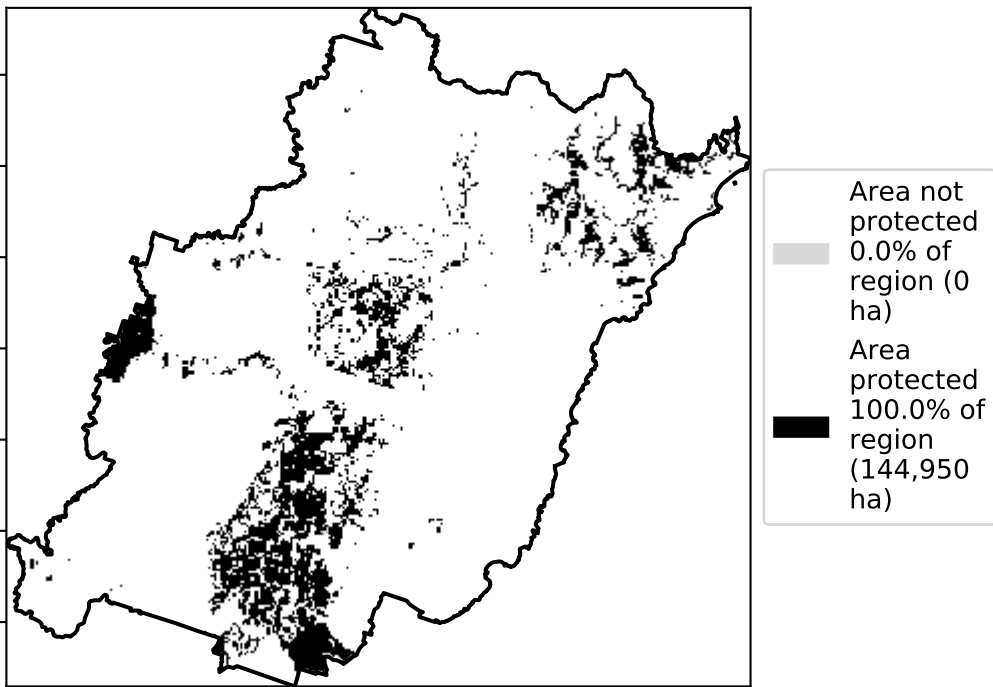 Area not
protected
0.0% of
region (0
ha)
Area
protected
100.0% of
region
(144,950
ha)